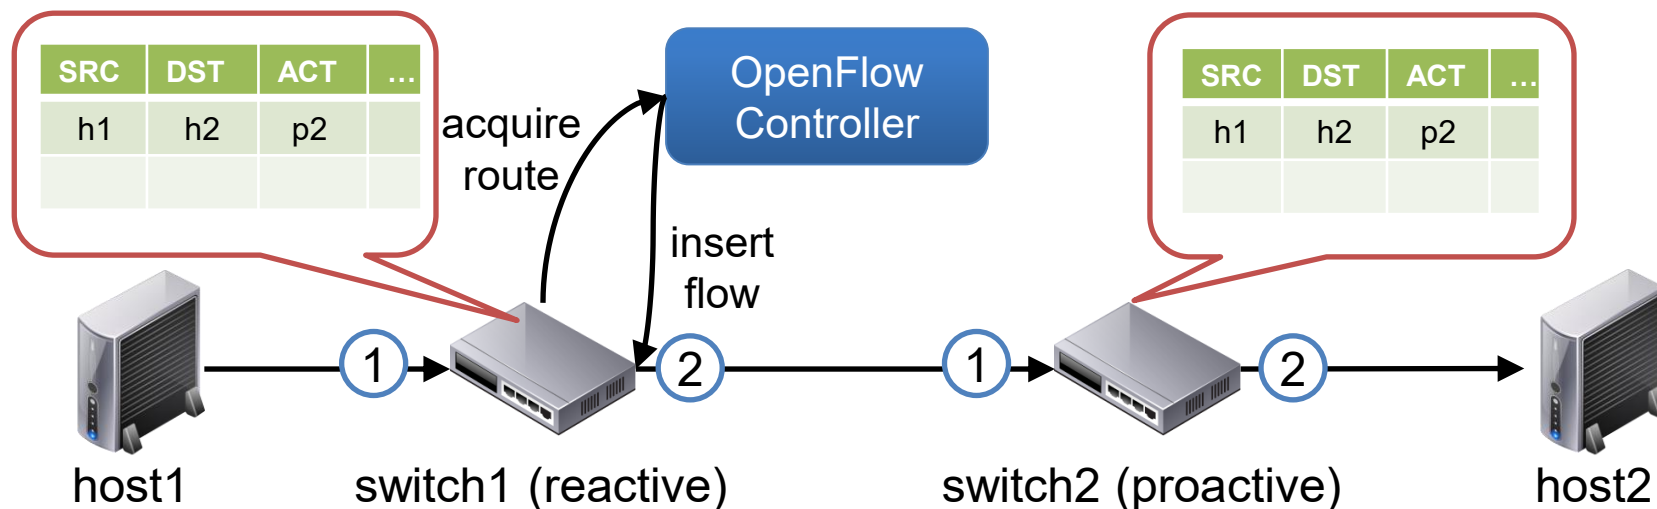 SRC DST ACT ...
h1 h2 p2
acquire
route
OpenFlow
Controller
insert
flow
SRC DST ACT ...
h1 h2 p2
1
2
1
2
host1
switch1 (reactive)
switch2 (proactive)
host2